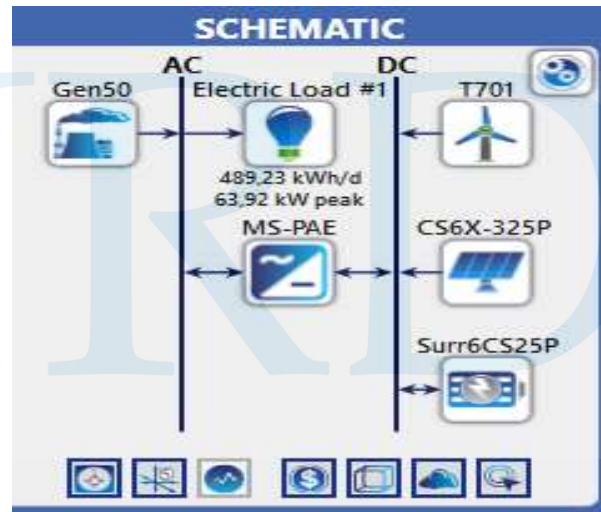 SCHEMATIC
AC DC
Gen50 Electric Load #1 T701
489,23 kWh/d
63,92 kW peak
MS-PAE CS6X-325P
Surr6CS25P